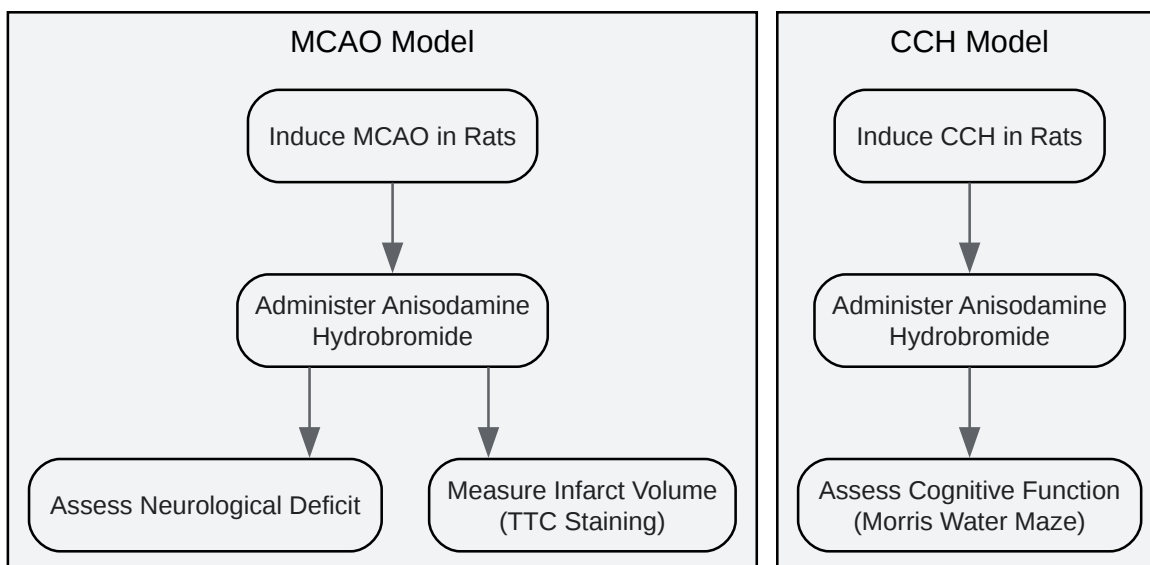 MCAO Model
Induce MCAO in Rats
Administer Anisodamine
Hydrobromide
Assess Neurological Deficit
Measure Infarct Volume
(TTC Staining)
CCH Model
Induce CCH in Rats
Administer Anisodamine
Hydrobromide
Assess Cognitive Function
(Morris Water Maze)